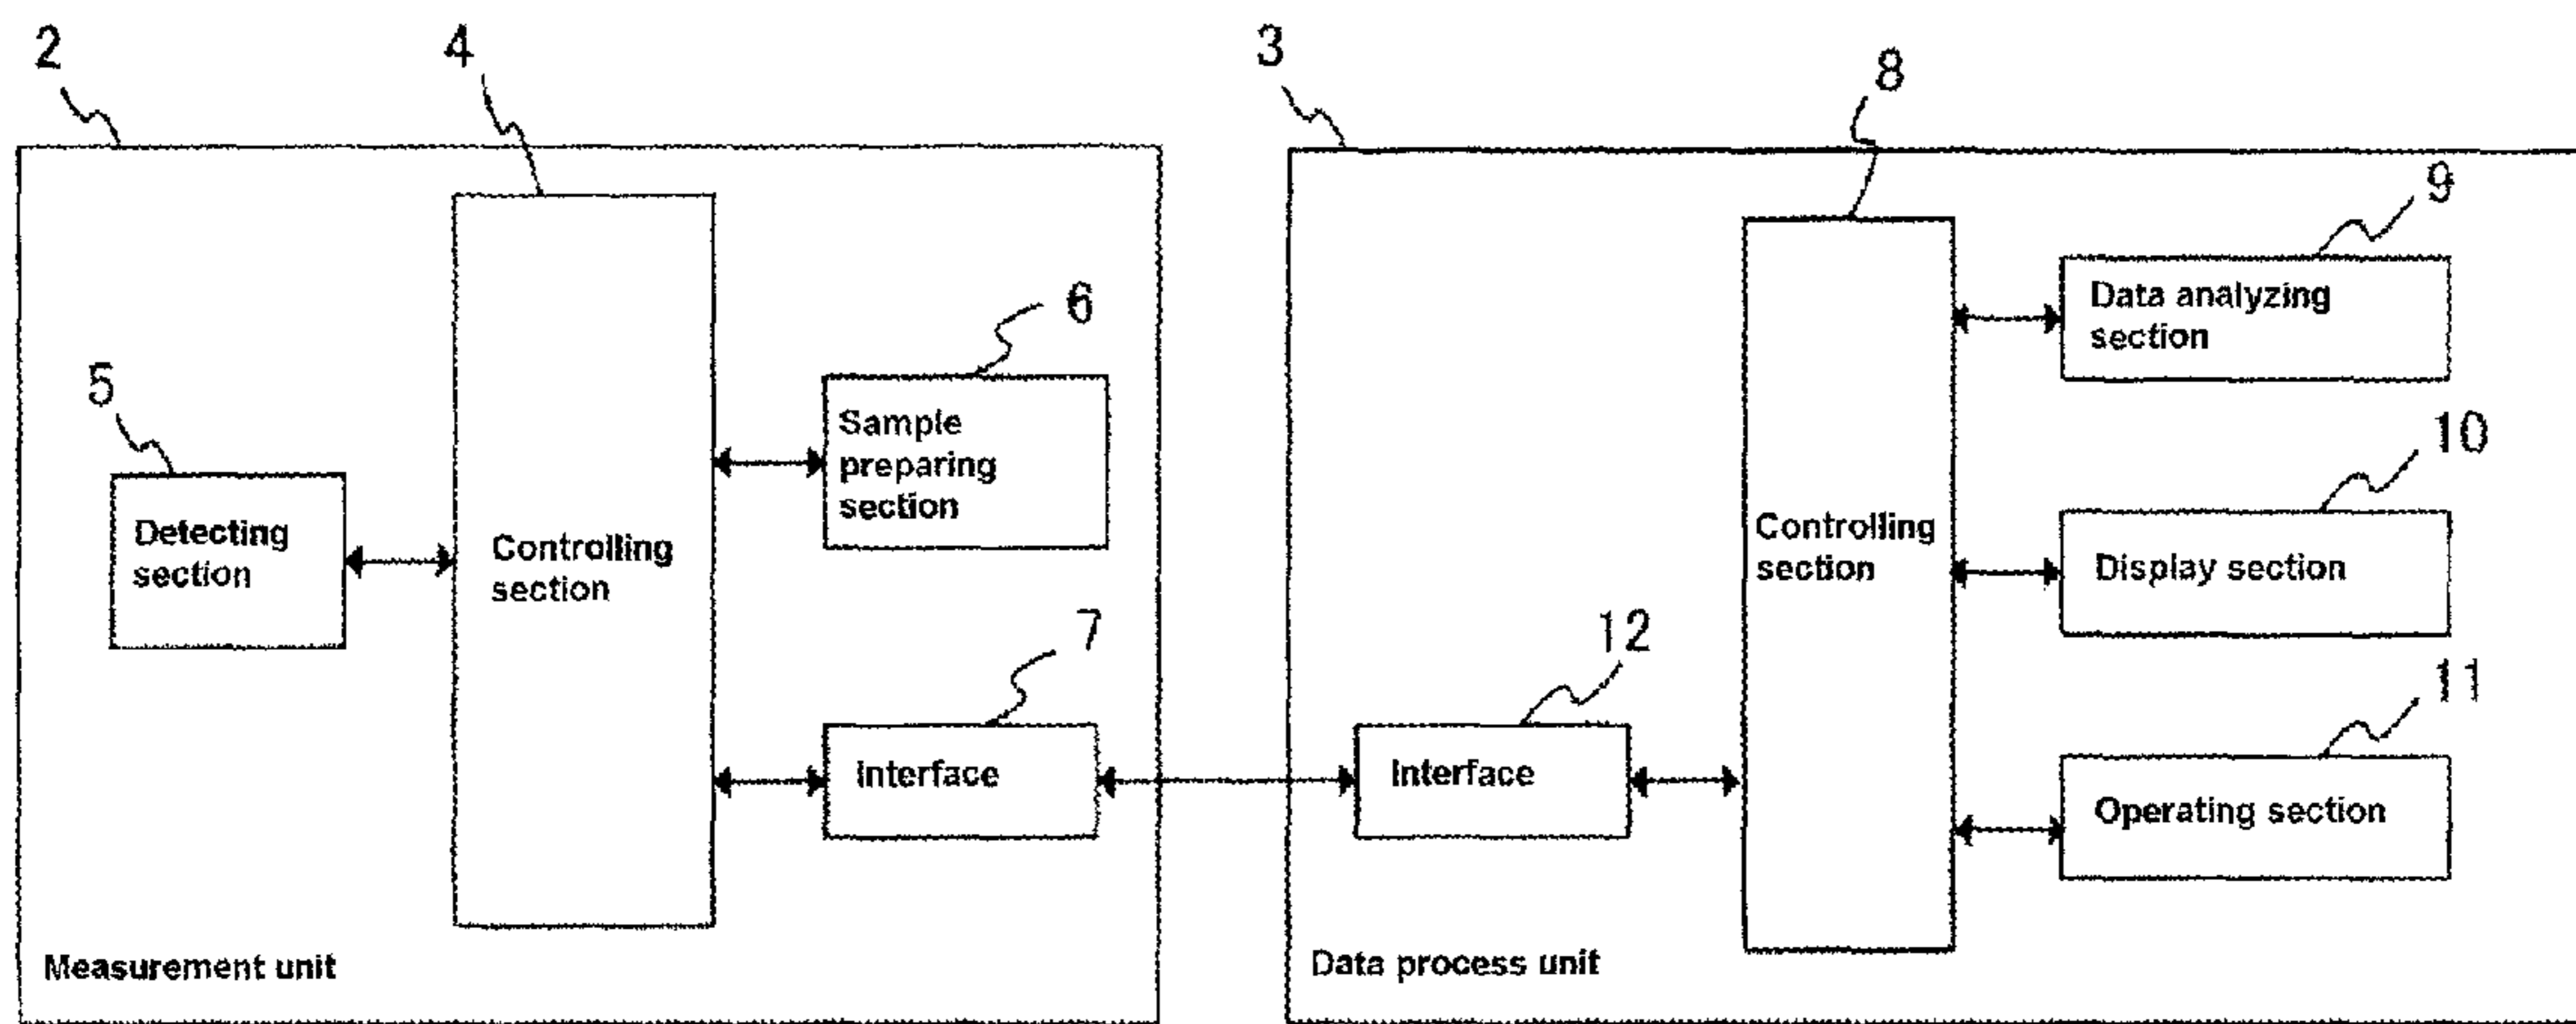 2
4
3
8
9
Data analyzing
section
6
Sample
preparing
section
5
Detecting
section
Controlling
section
10
Display section
Controlling
section
7
Interface
12
Interface
11
Operating section
Measurement unit
Data process unit